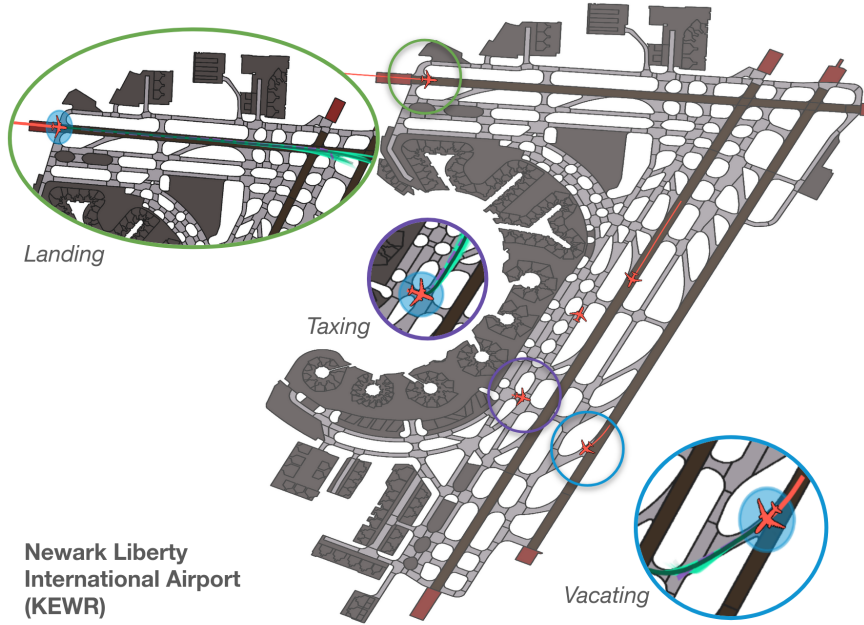 Landing
Taxing
Vacating
Newark Liberty
International Airport
(KEWR)